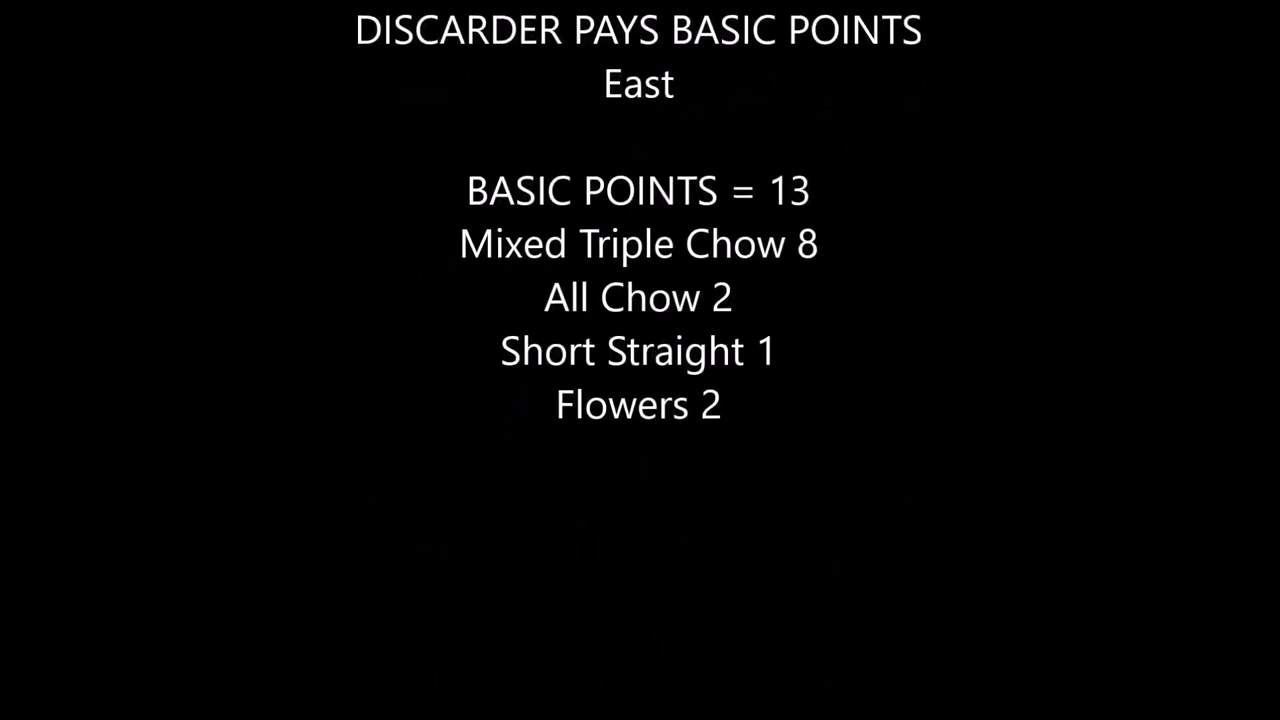 DISCARDER PAYS BASIC POINTS
East
BASIC POINTS = 13
Mixed Triple Chow 8
All Chow 2
Short Straight 1
Flowers 2